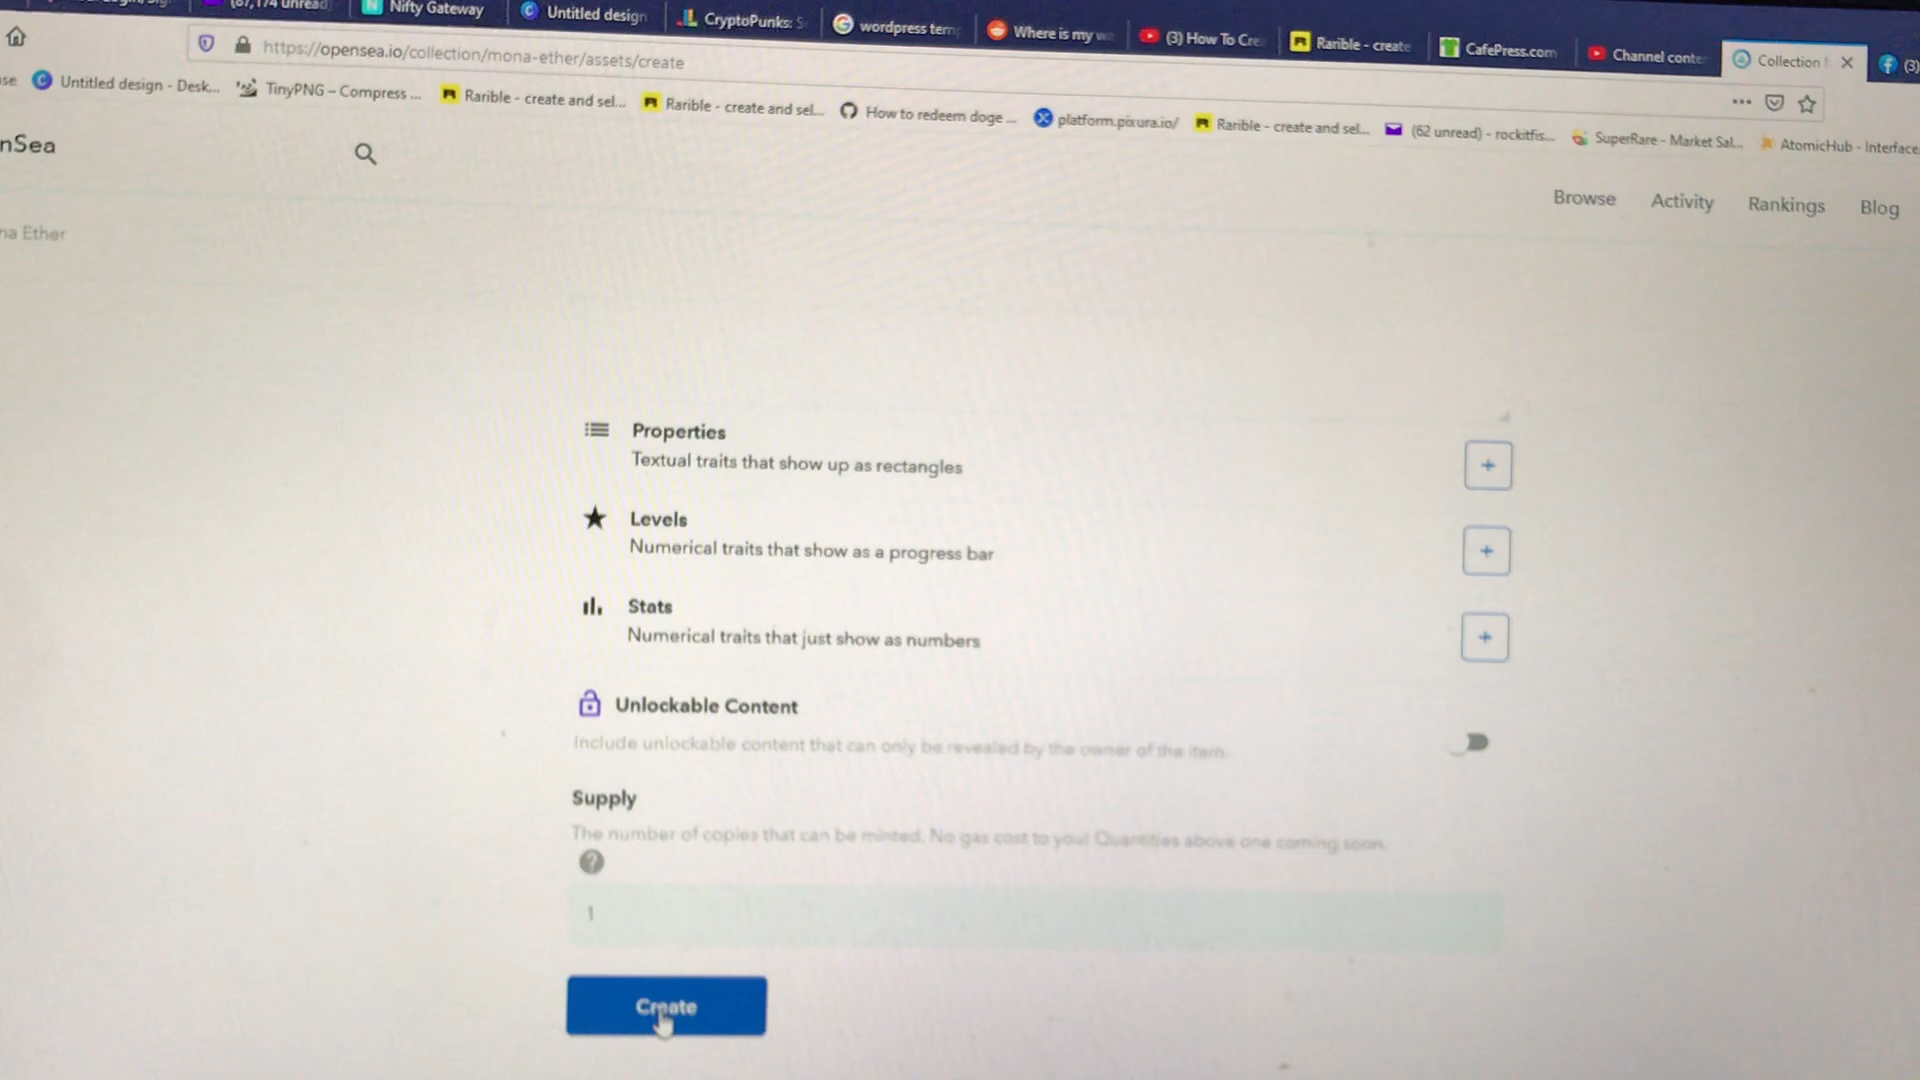 unread)
Nifty Gateway
Untitled design
CryptoPunks: S
wordpress tem
Where is my w
(3) How To Cre
Rarible - create
CafePress.com
Channel conte
Collection
(3)
https://opensea.io/collection/mona-ether/assets/create
se
Untitled design - Desk...
TinyPNG – Compress ...
Rarible - create and sel...
Rarible - create and sel...
How to redeem doge ...
platform.pixura.io/
Rarible - create and sel...
(62 unread) - rockitfis...
SuperRare - Market Sal...
AtomicHub - Interface
nSea
Browse
Activity
Rankings
Blog
na Ether
Properties
Textual traits that show up as rectangles
Levels
Numerical traits that show as a progress bar
Stats
Numerical traits that just show as numbers
Unlockable Content
Include unlockable content that can only be revealed by the owner of the item.
Supply
The number of copies that can be minted. No gas cost to you! Quantities above one coming soon.
?
1
Create